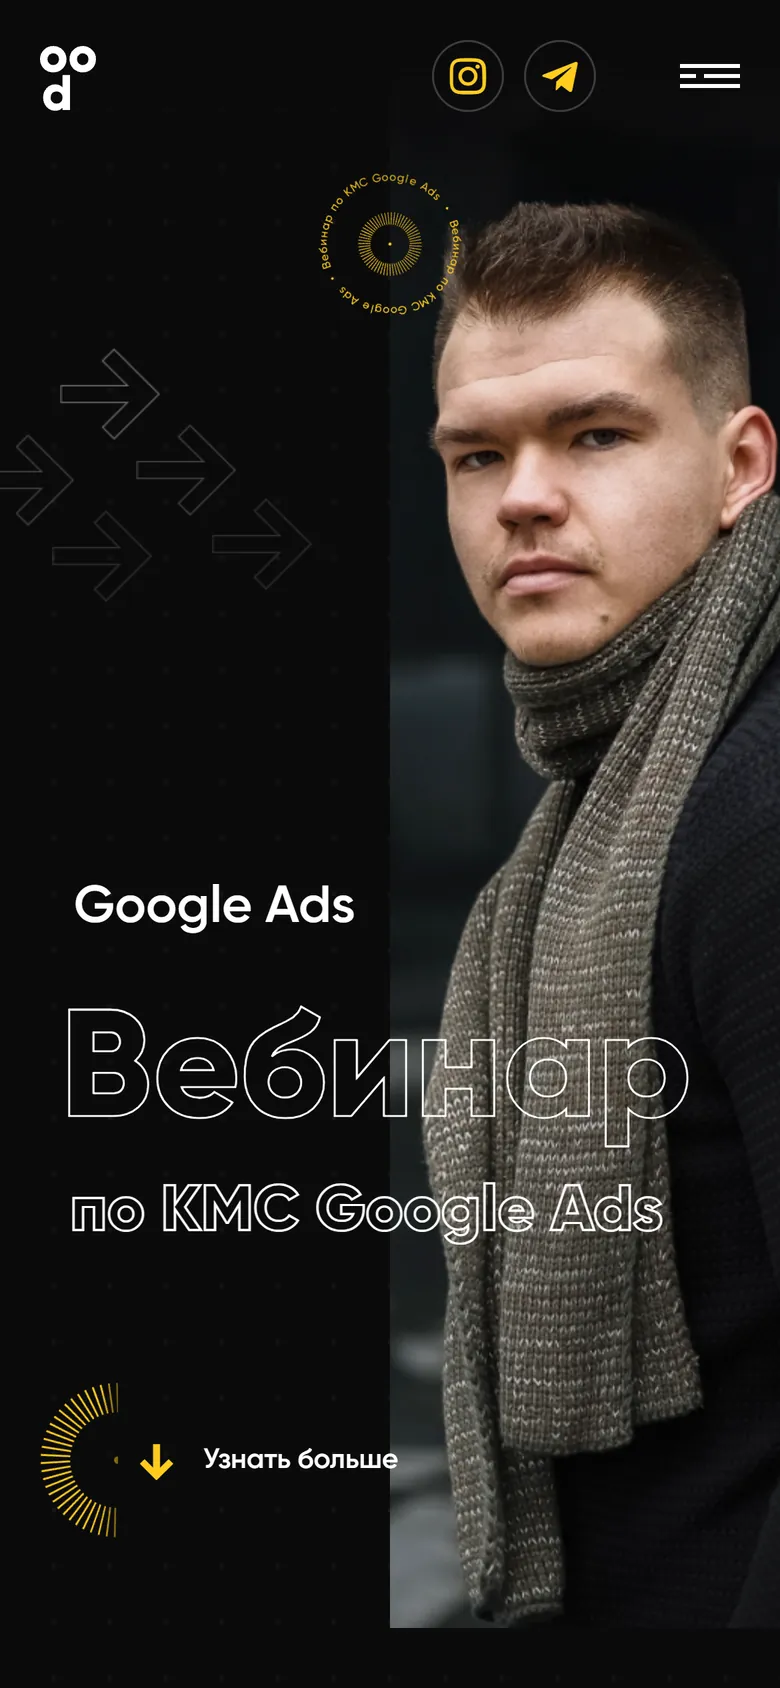 oo
d
Вебинар по КМС Google Ads • Вебинар по КМС Google Ads •
Google Ads
Вебинар
по КМС Google Ads
Узнать больше